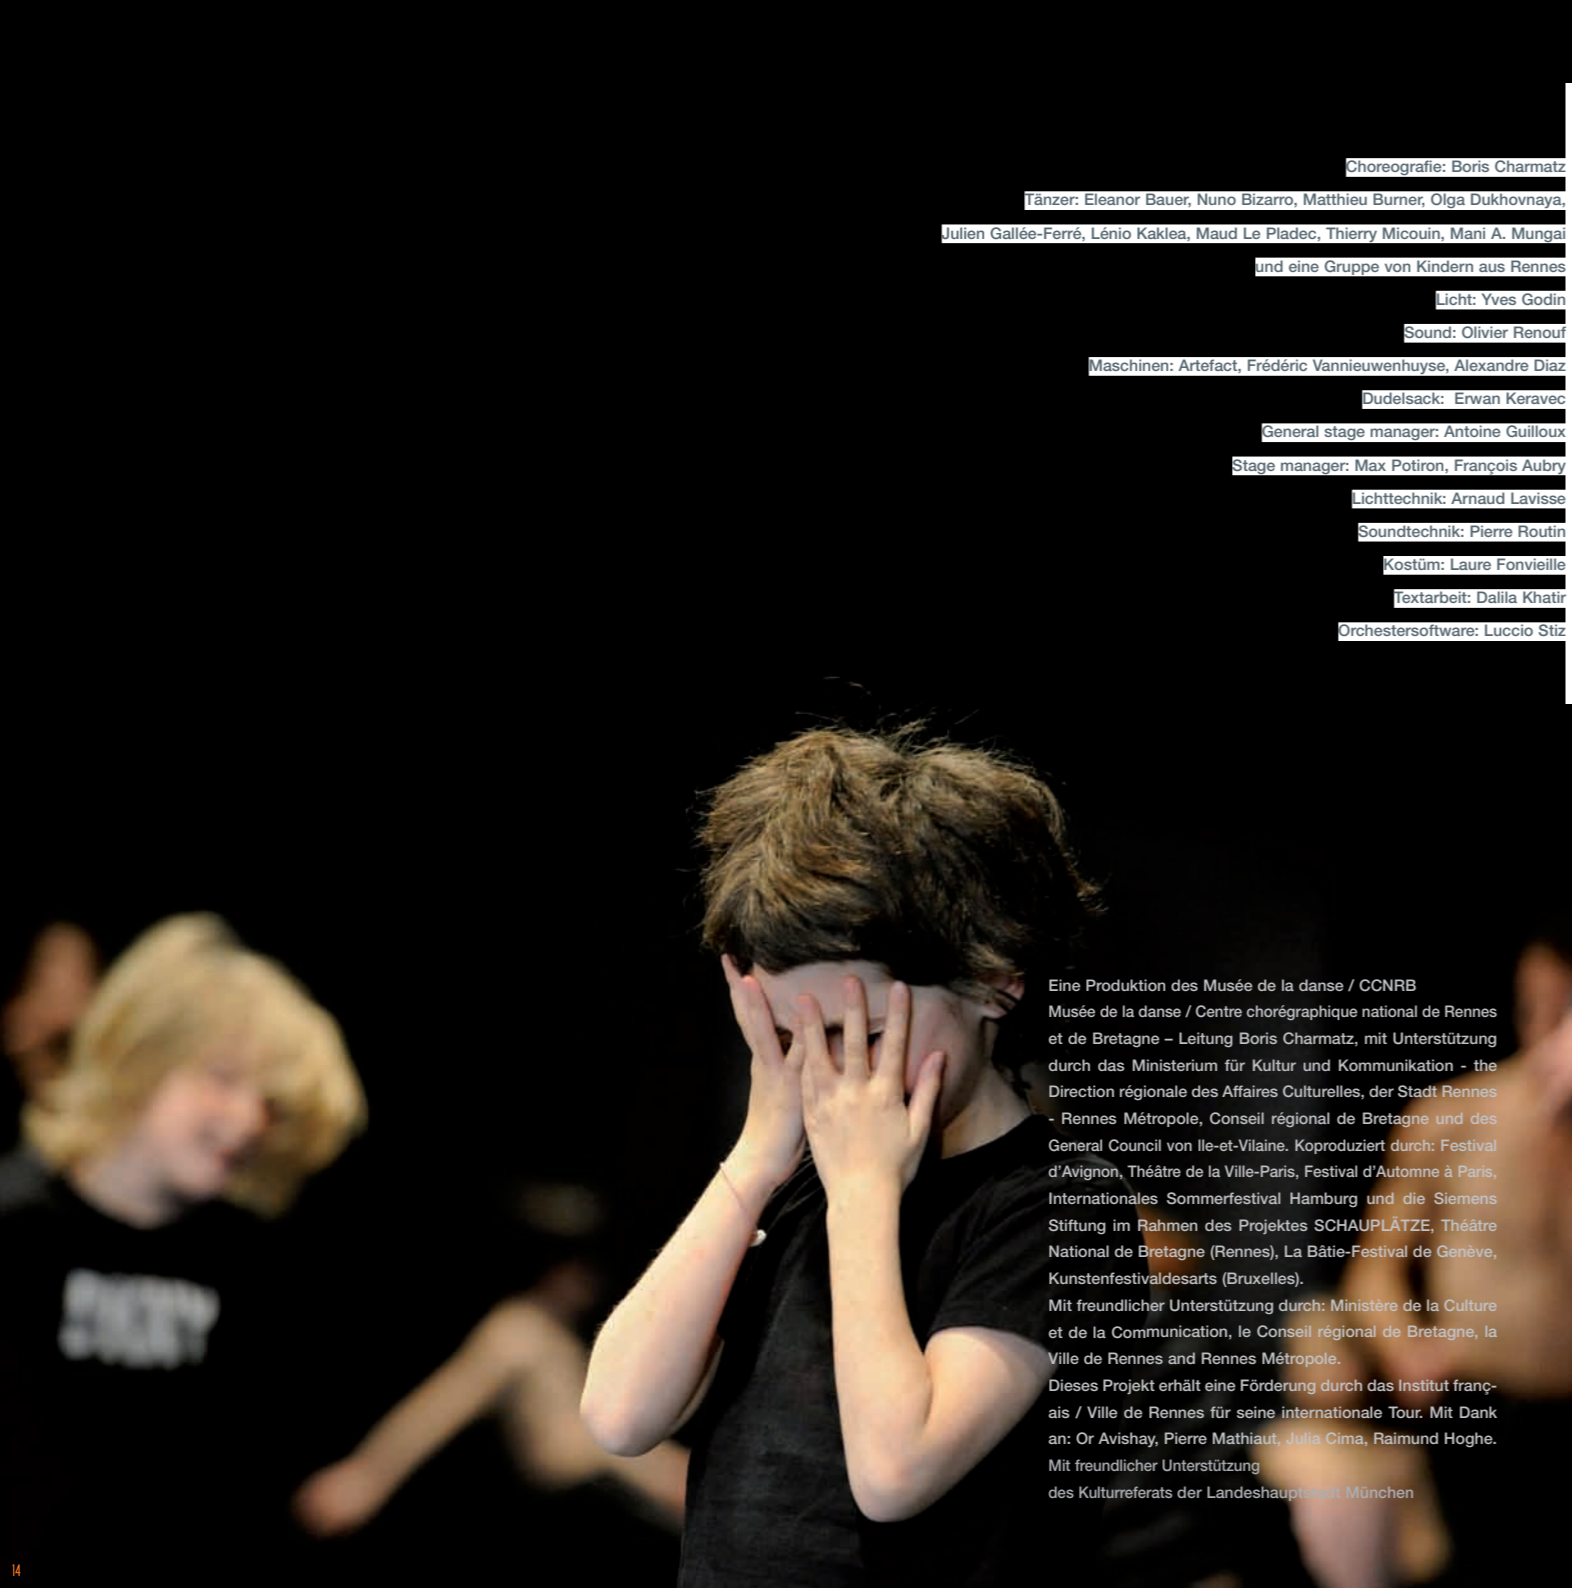 Choreografie: Boris Charmatz
Tänzer: Eleanor Bauer, Nuno Bizarro, Matthieu Burner, Olga Dukhovnaya,
Julien Gallée-Ferré, Lénio Kaklea, Maud Le Pladec, Thierry Micouin, Mani A. Mungai
und eine Gruppe von Kindern aus Rennes
Licht: Yves Godin
Sound: Olivier Renouf
Maschinen: Artefact, Frédéric Vannieuwenhuyse, Alexandre Diaz
Dudelsack: Erwan Keravec
General stage manager: Antoine Guilloux
Stage manager: Max Potiron, François Aubry
Lichttechnik: Arnaud Lavisse
Soundtechnik: Pierre Routin
Kostüm: Laure Fonvieille
Textarbeit: Dalila Khatir
Orchestersoftware: Luccio Stiz
Eine Produktion des Musée de la danse / CCNRB
Musée de la danse / Centre chorégraphique national de Rennes
et de Bretagne – Leitung Boris Charmatz, mit Unterstützung
durch das Ministerium für Kultur und Kommunikation - the
Direction régionale des Affaires Culturelles, der Stadt Rennes
- Rennes Métropole, Conseil régional de Bretagne und des
General Council von Ile-et-Vilaine. Koproduziert durch: Festival
d'Avignon, Théâtre de la Ville-Paris, Festival d'Automne à Paris,
Internationales Sommerfestival Hamburg und die Siemens
Stiftung im Rahmen des Projektes SCHAUPLÄTZE, Théâtre
National de Bretagne (Rennes), La Bâtie-Festival de Genève,
Kunstenfestivaldesarts (Bruxelles).
Mit freundlicher Unterstützung durch: Ministère de la Culture
et de la Communication, le Conseil régional de Bretagne, la
Ville de Rennes and Rennes Métropole.
Dieses Projekt erhält eine Förderung durch das Institut franç-
ais / Ville de Rennes für seine internationale Tour. Mit Dank
an: Or Avishay, Pierre Mathiaut, Julia Cima, Raimund Hoghe.
Mit freundlicher Unterstützung
des Kulturreferats der Landeshauptstadt München
14